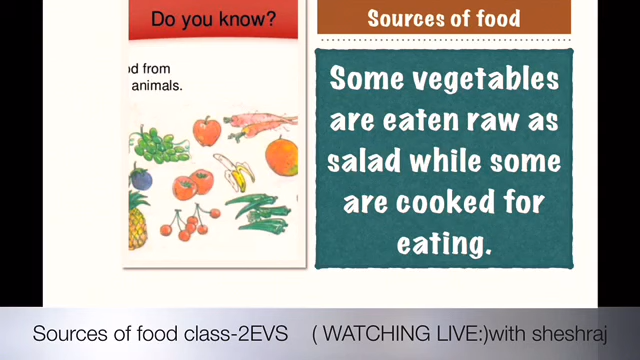 Do you know?
d from
animals.
Sources of food
Some vegetables
are eaten raw as
salad while some
are cooked for
eating.
Sources of food class-2EVS ( WATCHING LIVE:)with sheshraj